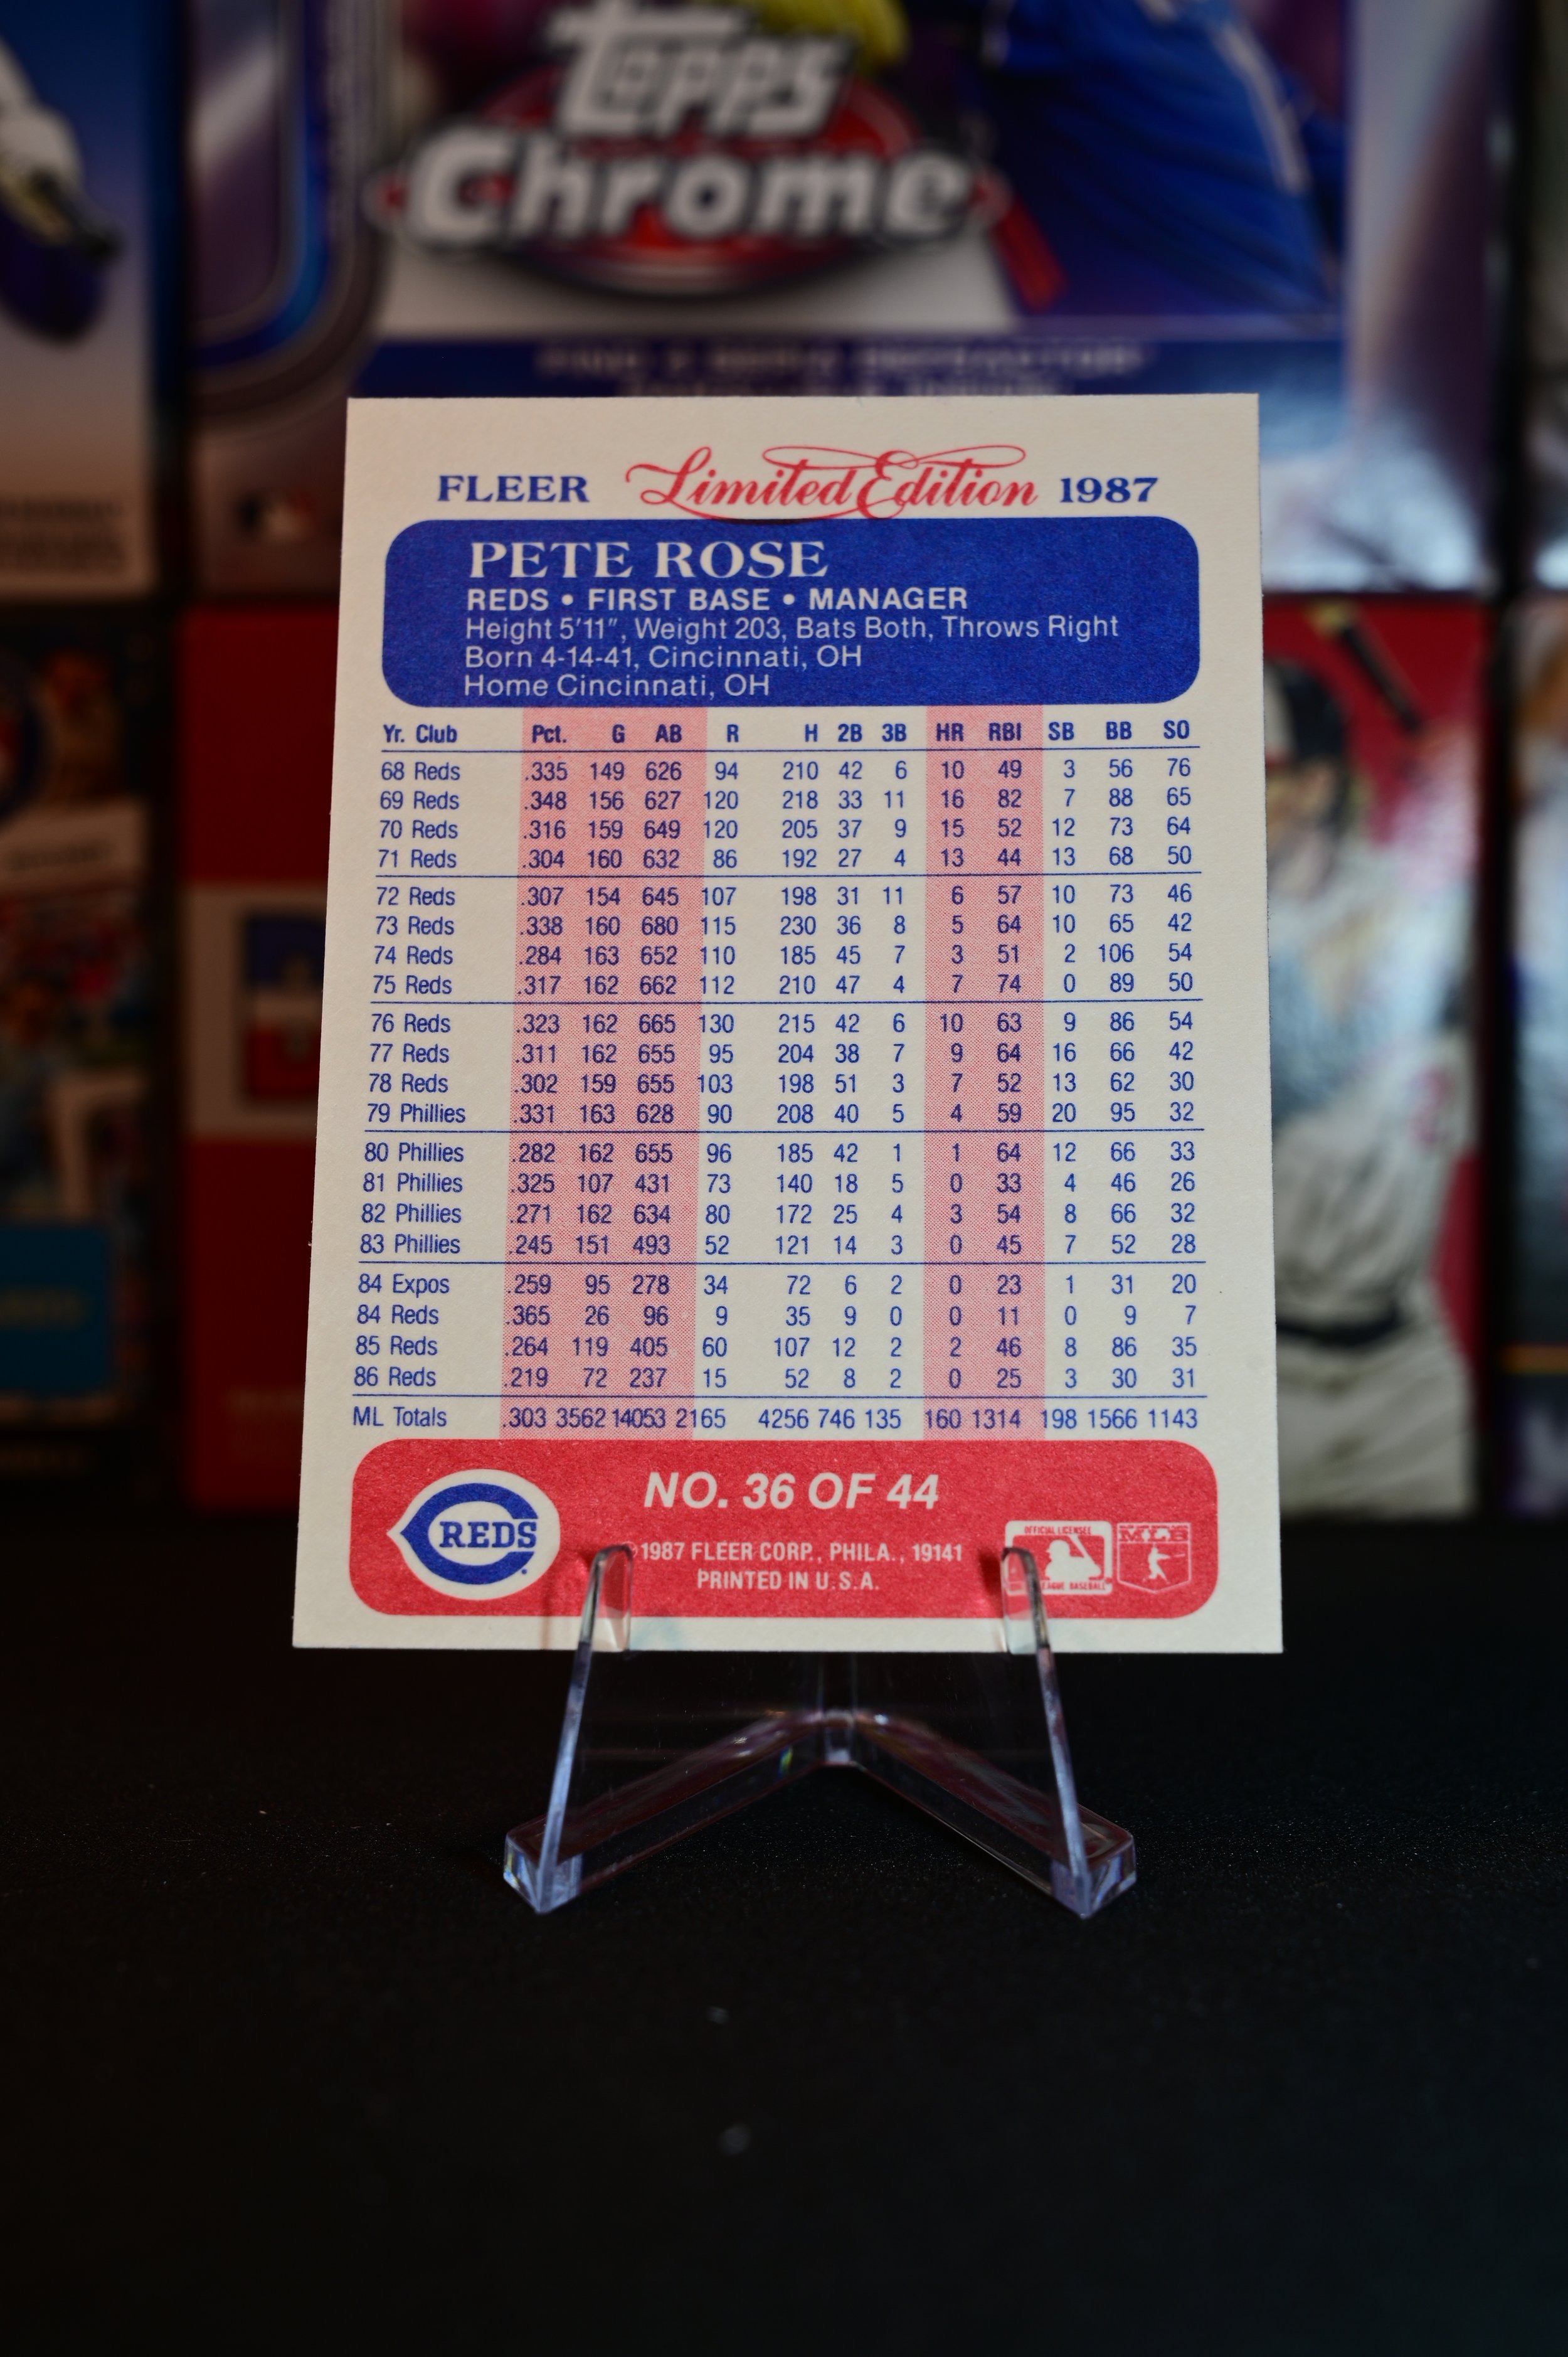 Topps
Chrome
FLEER Limited Edition 1987
PETE ROSE
REDS • FIRST BASE • MANAGER
Height 5'11", Weight 203, Bats Both, Throws Right
Born 4-14-41, Cincinnati, OH
Home Cincinnati, OH
Yr. Club Pct. G AB R H 2B 3B HR RBI SB BB SO
68 Reds .335 149 626 94 210 42 6 10 49 3 56 76
69 Reds .348 156 627 120 218 33 11 16 82 7 88 65
70 Reds .316 159 649 120 205 37 9 15 52 12 73 64
71 Reds .304 160 632 86 192 27 4 13 44 13 68 50
72 Reds .307 154 645 107 198 31 11 6 57 10 73 46
73 Reds .338 160 680 115 230 36 8 5 64 10 65 42
74 Reds .284 163 652 110 185 45 7 3 51 2 106 54
75 Reds .317 162 662 112 210 47 4 7 74 0 89 50
76 Reds .323 162 665 130 215 42 6 10 63 9 86 54
77 Reds .311 162 655 95 204 38 7 9 64 16 66 42
78 Reds .302 159 655 103 198 51 3 7 52 13 62 30
79 Phillies .331 163 628 90 208 40 5 4 59 20 95 32
80 Phillies .282 162 655 96 185 42 1 1 64 12 66 33
81 Phillies .325 107 431 73 140 18 5 0 33 4 46 26
82 Phillies .271 162 634 80 172 25 4 3 54 8 66 32
83 Phillies .245 151 493 52 121 14 3 0 45 7 52 28
84 Expos .259 95 278 34 72 6 2 0 23 1 31 20
84 Reds .365 26 96 9 35 9 0 0 11 0 9 7
85 Reds .264 119 405 60 107 12 2 2 46 8 86 35
86 Reds .219 72 237 15 52 8 2 0 25 3 30 31
ML Totals .303 3562 14053 2165 4256 746 135 160 1314 198 1566 1143
NO. 36 OF 44
REDS
©1987 FLEER CORP., PHILA., 19141
PRINTED IN U.S.A.
OFFICIAL LICENSEE
LEAGUE BASEBALL
MLB